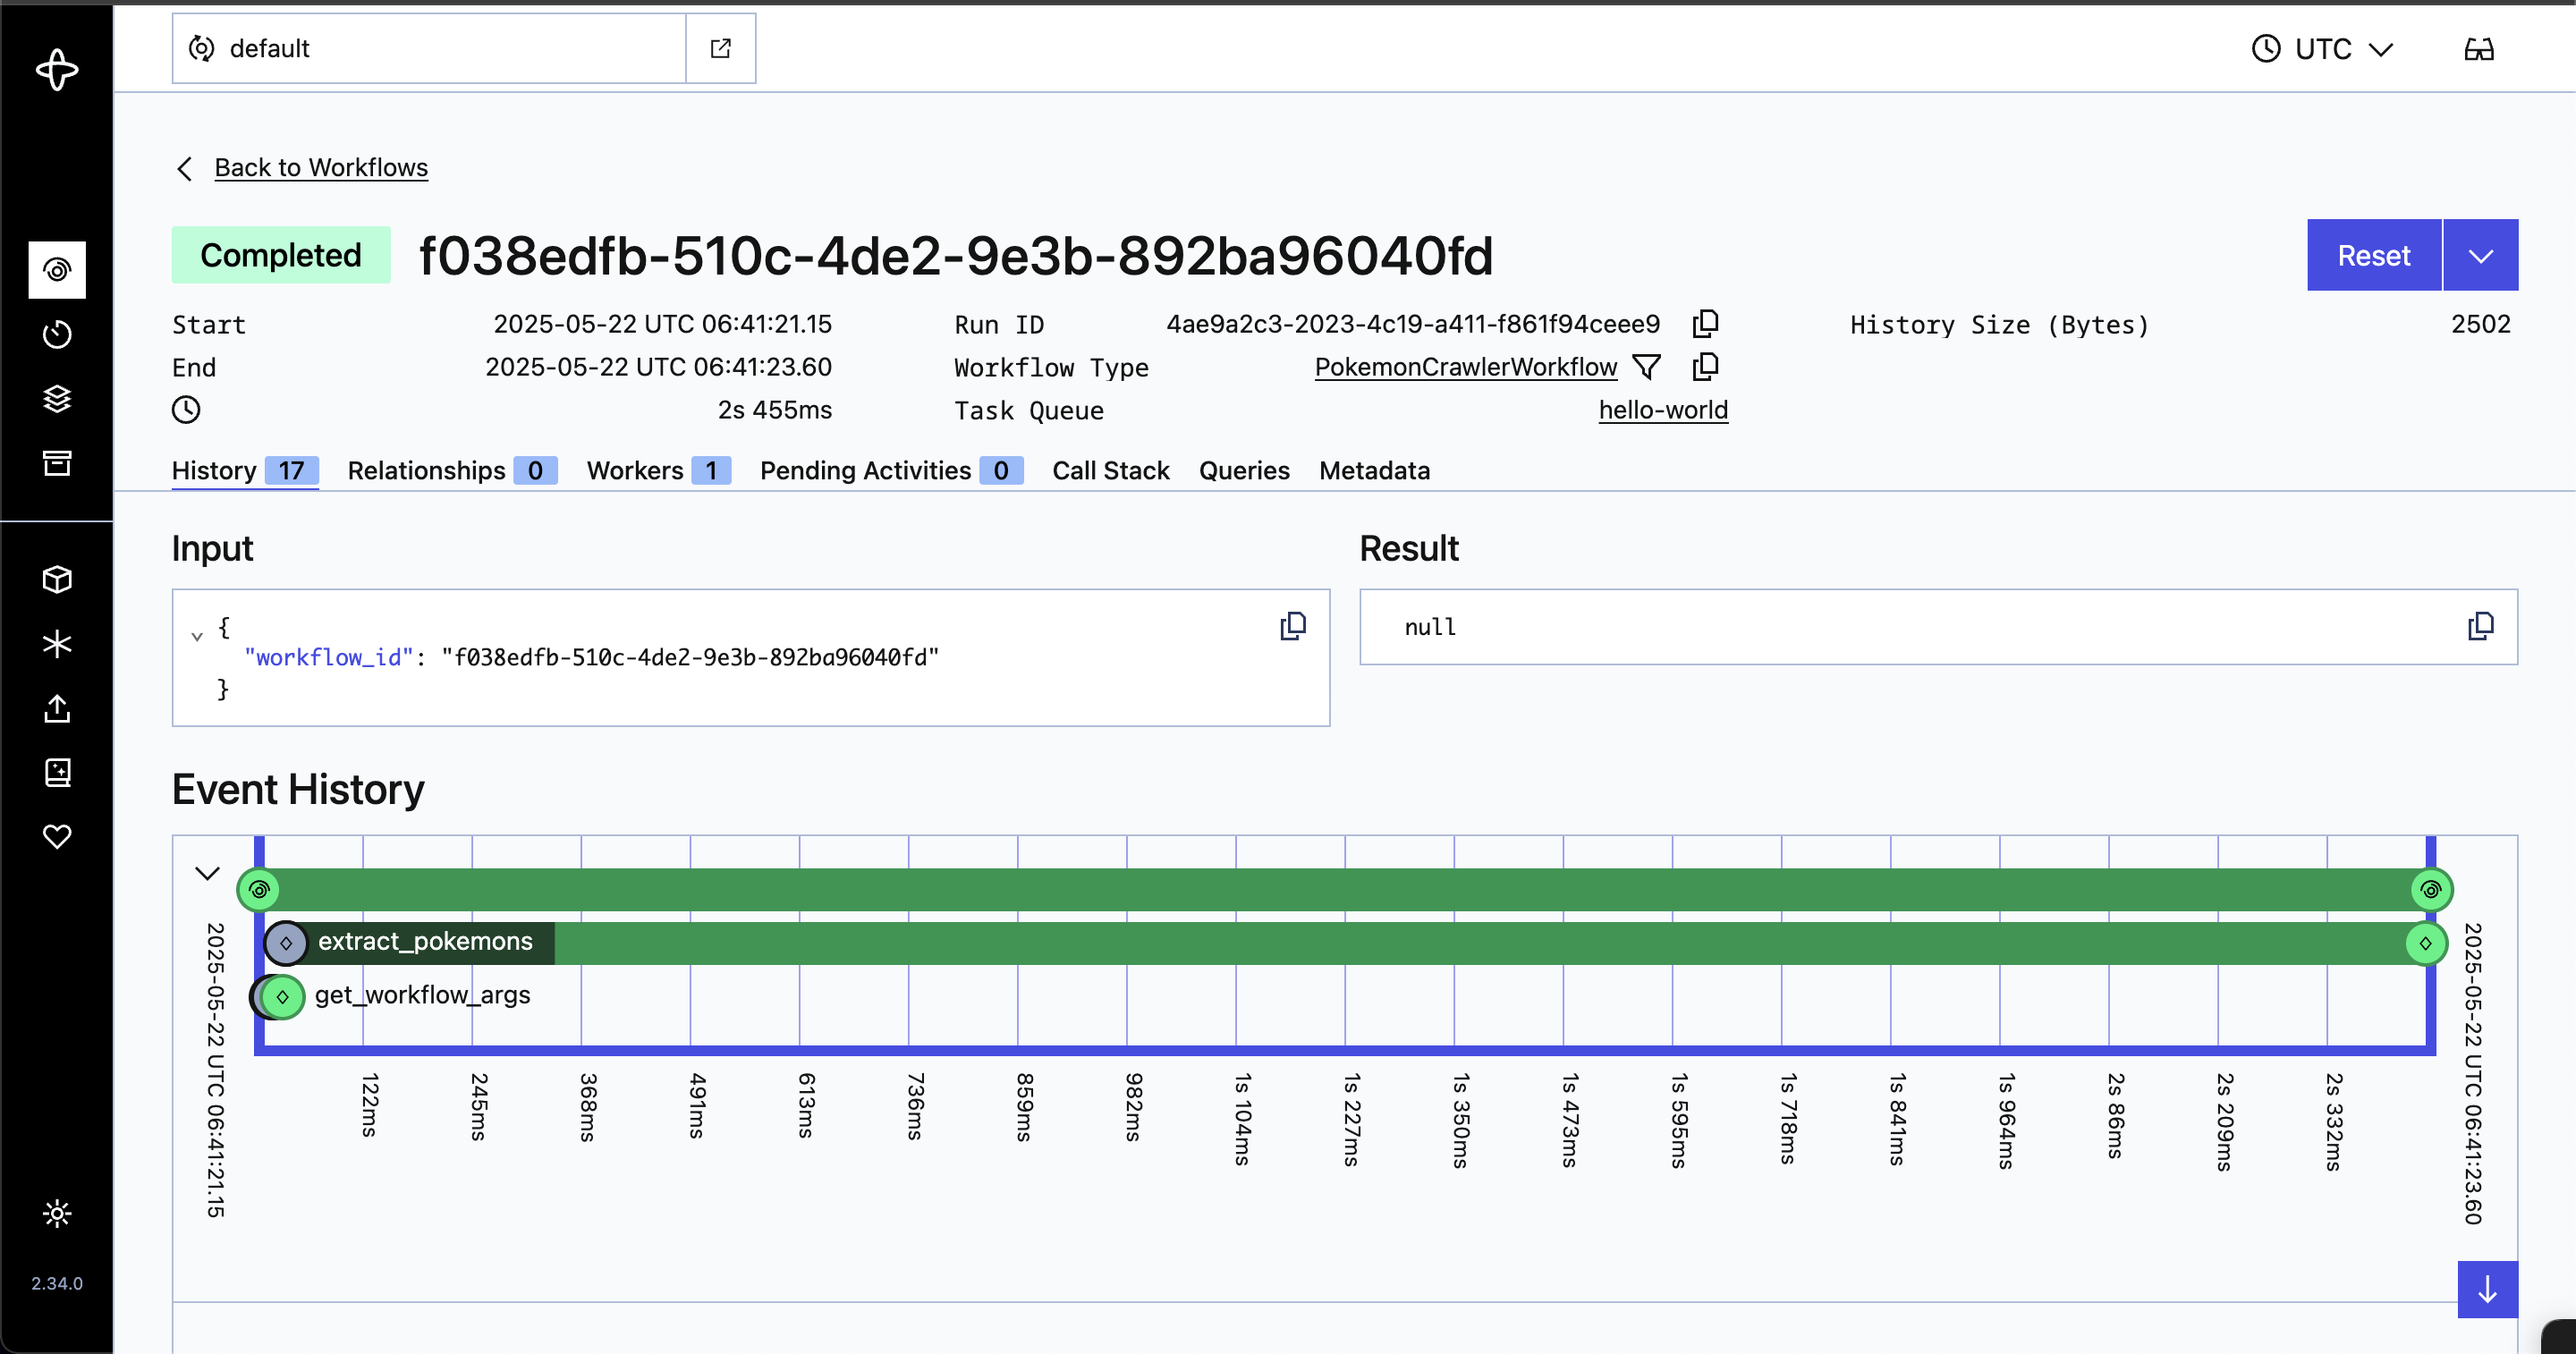 default
UTC
Back to Workflows
Completed
f038edfb-510c-4de2-9e3b-892ba96040fd
Reset
Start 2025-05-22 UTC 06:41:21.15
Run ID 4ae9a2c3-2023-4c19-a411-f861f94ceee9
History Size (Bytes) 2502
End 2025-05-22 UTC 06:41:23.60
Workflow Type PokemonCrawlerWorkflow
2s 455ms
Task Queue hello-world
History 17 Relationships 0 Workers 1 Pending Activities 0 Call Stack Queries Metadata
Input
Result
{
"workflow_id": "f038edfb-510c-4de2-9e3b-892ba96040fd"
}
null
Event History
extract_pokemons
get_workflow_args
2025-05-22 UTC 06:41:21.15
122ms
245ms
368ms
491ms
613ms
736ms
859ms
982ms
1s 104ms
1s 227ms
1s 350ms
1s 473ms
1s 595ms
1s 718ms
1s 841ms
1s 964ms
2s 86ms
2s 209ms
2s 332ms
2025-05-22 UTC 06:41:23.60
2.34.0